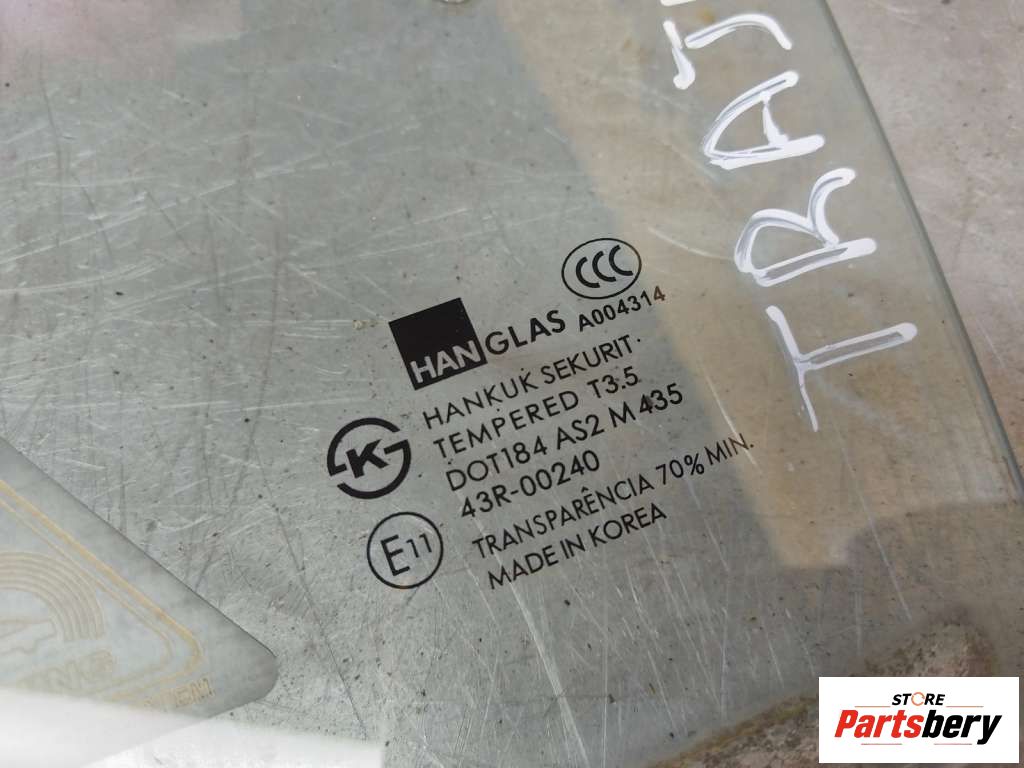 TRAJ
CCC
HANGLAS A004314
HANKUK SEKURIT.
TEMPERED T3.5
DOT184 AS2 M435
43R-00240
K
E11
TRANSPARÊNCIA 70% MIN.
MADE IN KOREA
STORE
Partsbery